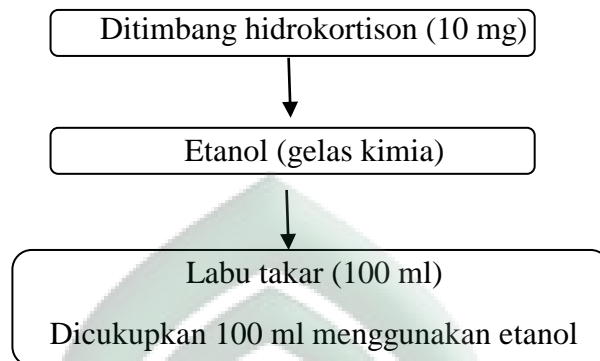 Ditimbang hidrokortison (10 mg)
Etanol (gelas kimia)
Labu takar (100 ml)
Dicukupkan 100 ml menggunakan etanol